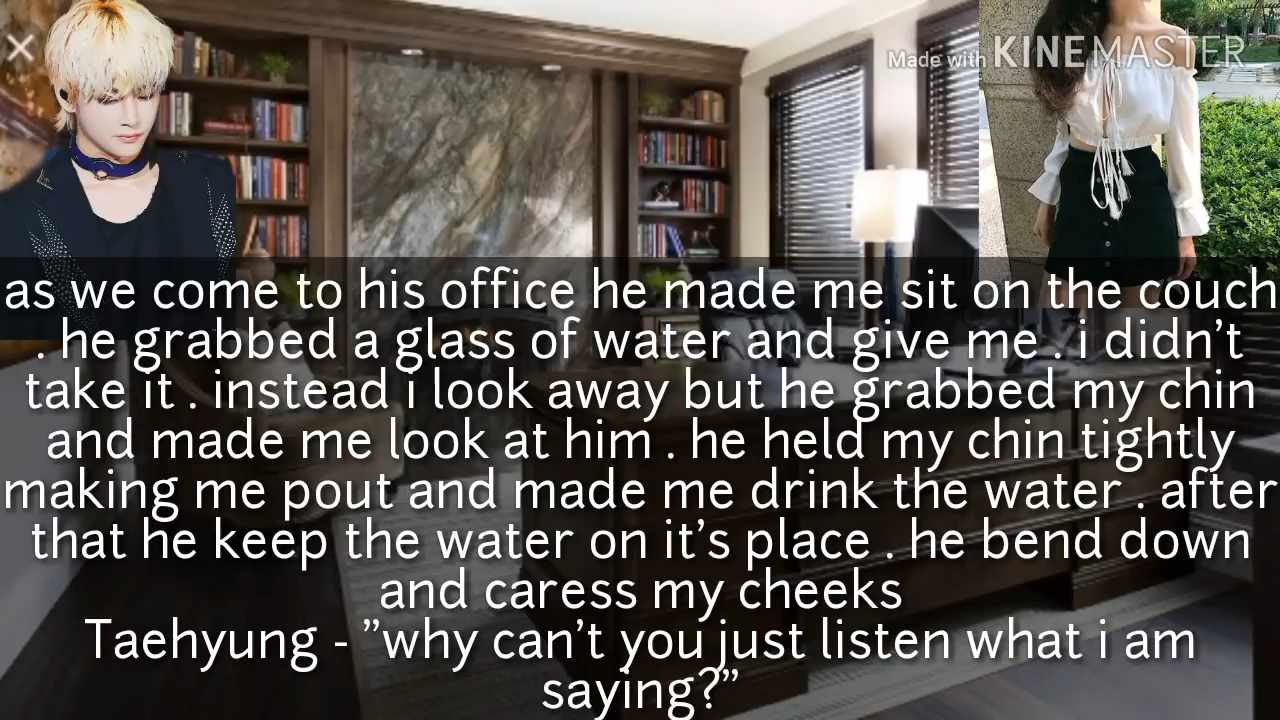 Made with KINEMASTER
as we come to his office he made me sit on the couch
. he grabbed a glass of water and give me . i didn't
take it . instead i look away but he grabbed my chin
and made me look at him . he held my chin tightly
making me pout and made me drink the water . after
that he keep the water on it's place . he bend down
and caress my cheeks
Taehyung - "why can't you just listen what i am
saying?"